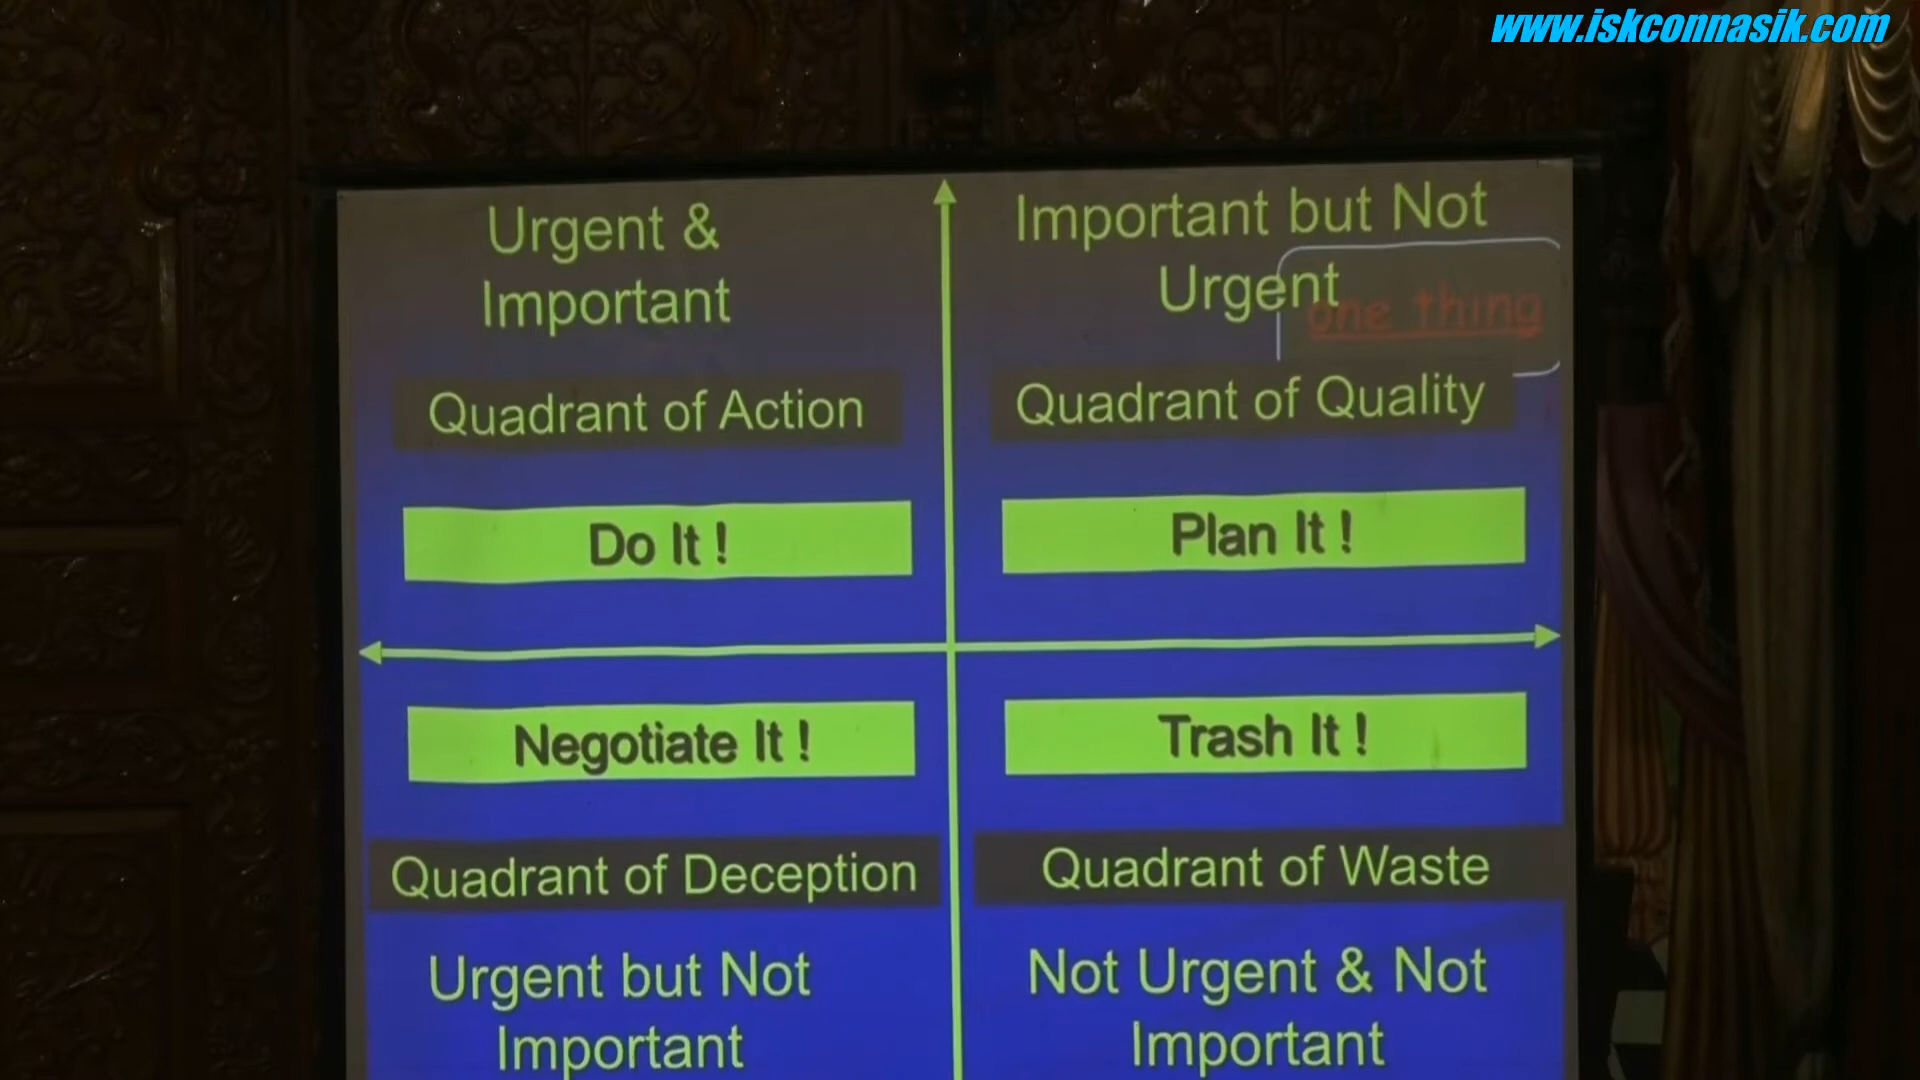 www.iskconnasik.com
Urgent &
Important
Important but Not
Urgent
one thing
Quadrant of Action
Quadrant of Quality
Do It !
Plan It !
Negotiate It !
Trash It !
Quadrant of Deception
Quadrant of Waste
Urgent but Not
Important
Not Urgent & Not
Important